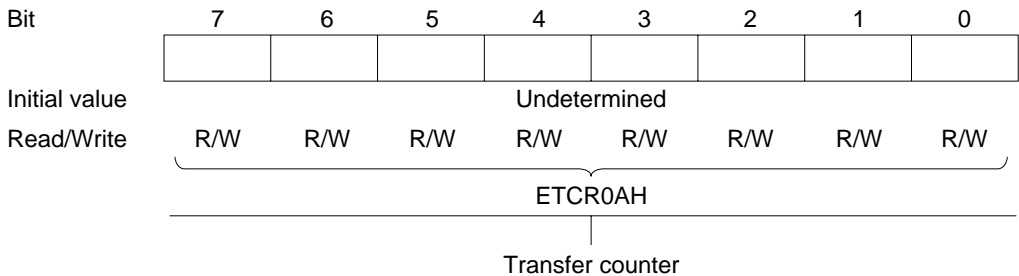 Bit 7 6 5 4 3 2 1 0
Initial value Undetermined
Read/Write R/W R/W R/W R/W R/W R/W R/W R/W
ETCR0AH
Transfer counter